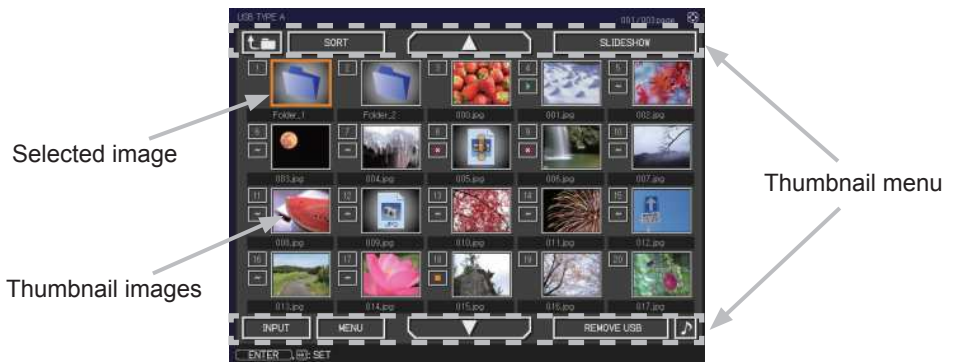 USB TYPE A 001/903 page
SORT SLIDESHOW
1 2 3 4 5
Folder_1 Folder_2 000.jpg 001.jpg 002.jpg
6 7 8 9 10
003.jpg 004.jpg 005.jpg 006.jpg 007.jpg
11 12 13 14 15
008.jpg 009.jpg 010.jpg 011.jpg 012.jpg
16 17 18 19 20
013.jpg 014.jpg 015.jpg 016.jpg 017.jpg
INPUT MENU REMOVE USB
ENTER , : SET
Selected image
Thumbnail images
Thumbnail menu